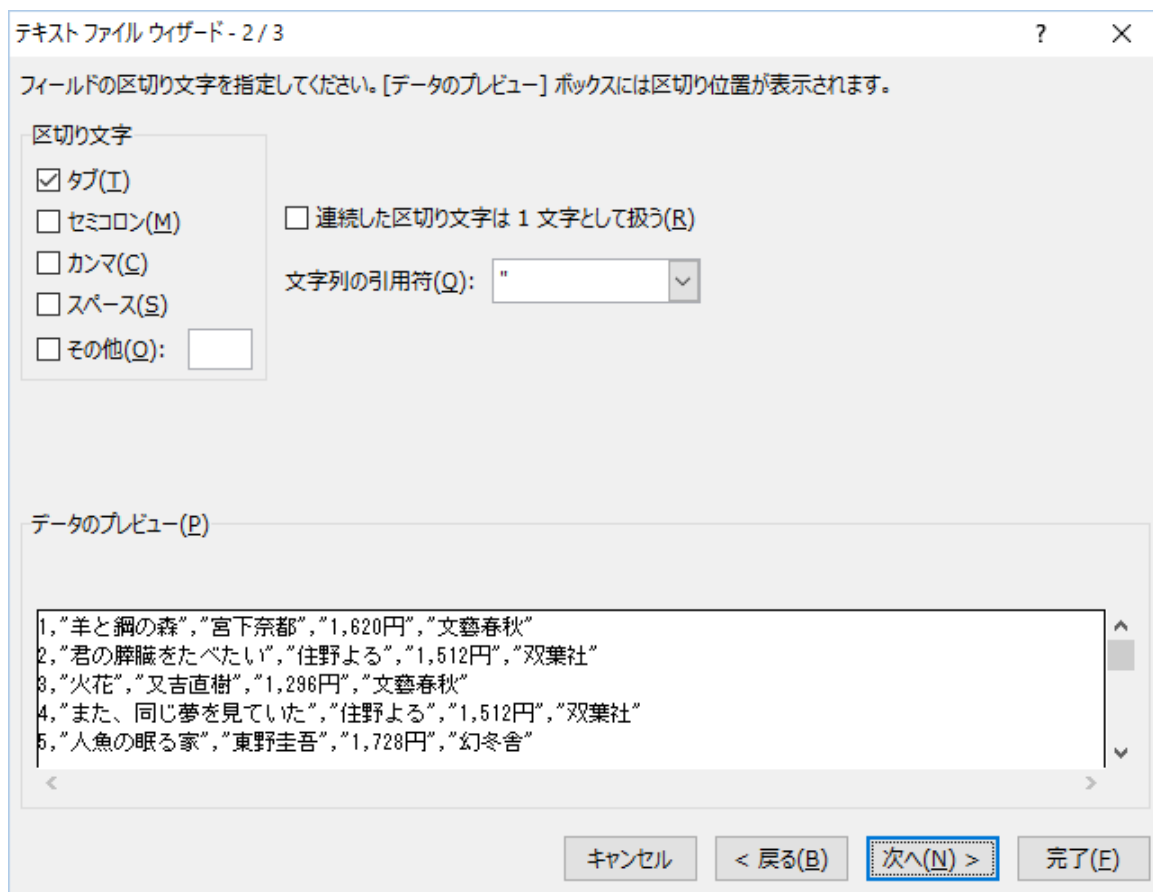 テキスト ファイル ウィザード - 2 / 3
?
フィールドの区切り文字を指定してください。[データのプレビュー] ボックスには区切り位置が表示されます。
区切り文字
タブ(T)
セミコロン(M)
カンマ(C)
スペース(S)
その他(O):
連続した区切り文字は 1 文字として扱う(R)
文字列の引用符(Q): "
データのプレビュー(P)
1,"羊と鋼の森","宮下奈都","1,620円","文藝春秋"
2,"君の膵臓をたべたい","住野よる","1,512円","双葉社"
3,"火花","又吉直樹","1,296円","文藝春秋"
4,"また、同じ夢を見ていた","住野よる","1,512円","双葉社"
5,"人魚の眠る家","東野圭吾","1,728円","幻冬舎"
キャンセル < 戻る(B) 次へ(N) > 完了(F)